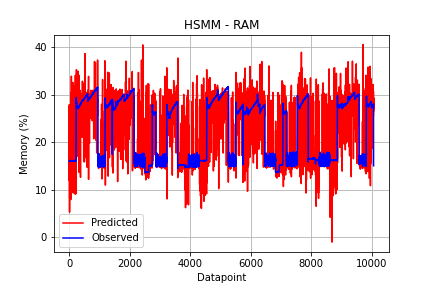 HSMM - RAM
40
30
20
10
0
Memory (%)
Predicted
Observed
0 2000 4000 6000 8000 10000
Datapoint